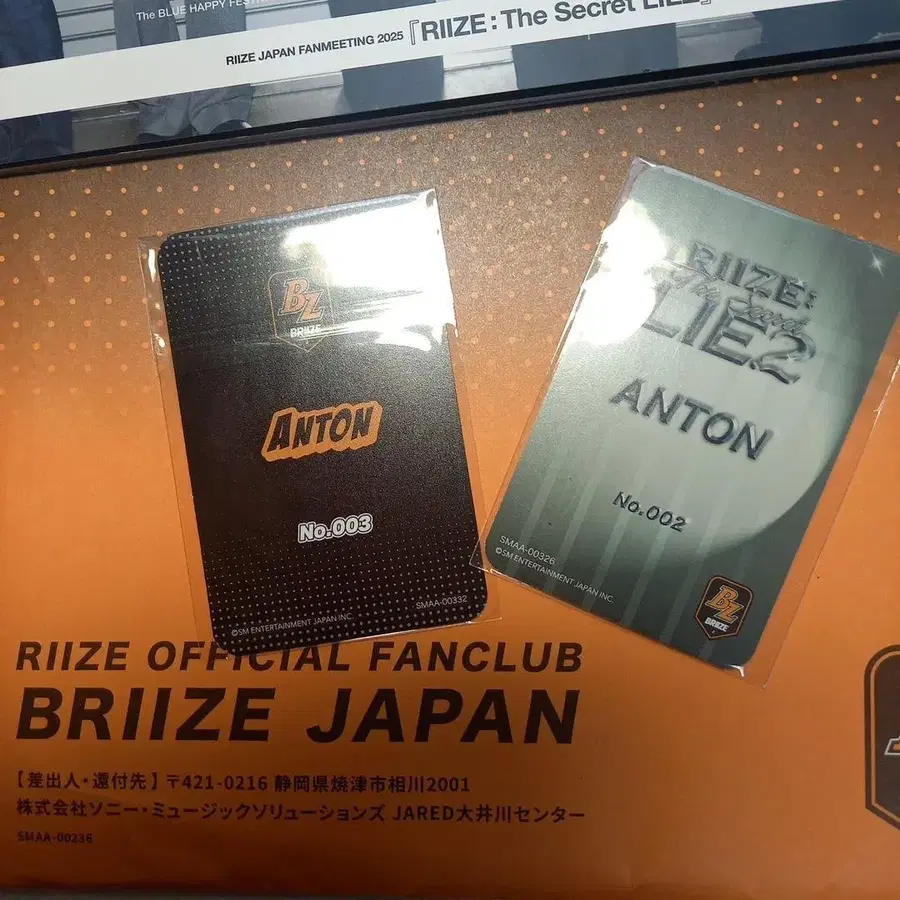 The BLUE HAPPY FESTI
RIIZE JAPAN FANMEETING 2025『RIIZE : The Secret LIE2』
BZ
BRIIZE
ANTON
No.003
SMAA-00332
©SM ENTERTAINMENT JAPAN INC.
RIIZE:
The Secret
LIE2
ANTON
No.002
SMAA-00326
©SM ENTERTAINMENT JAPAN INC.
BZ
BRIIZE
RIIZE OFFICIAL FANCLUB
BRIIZE JAPAN
【差出人・還付先】〒421-0216 静岡県焼津市相川2001
株式会社ソニー・ミュージックソリューションズ JARED大井川センター
SMAA-00236